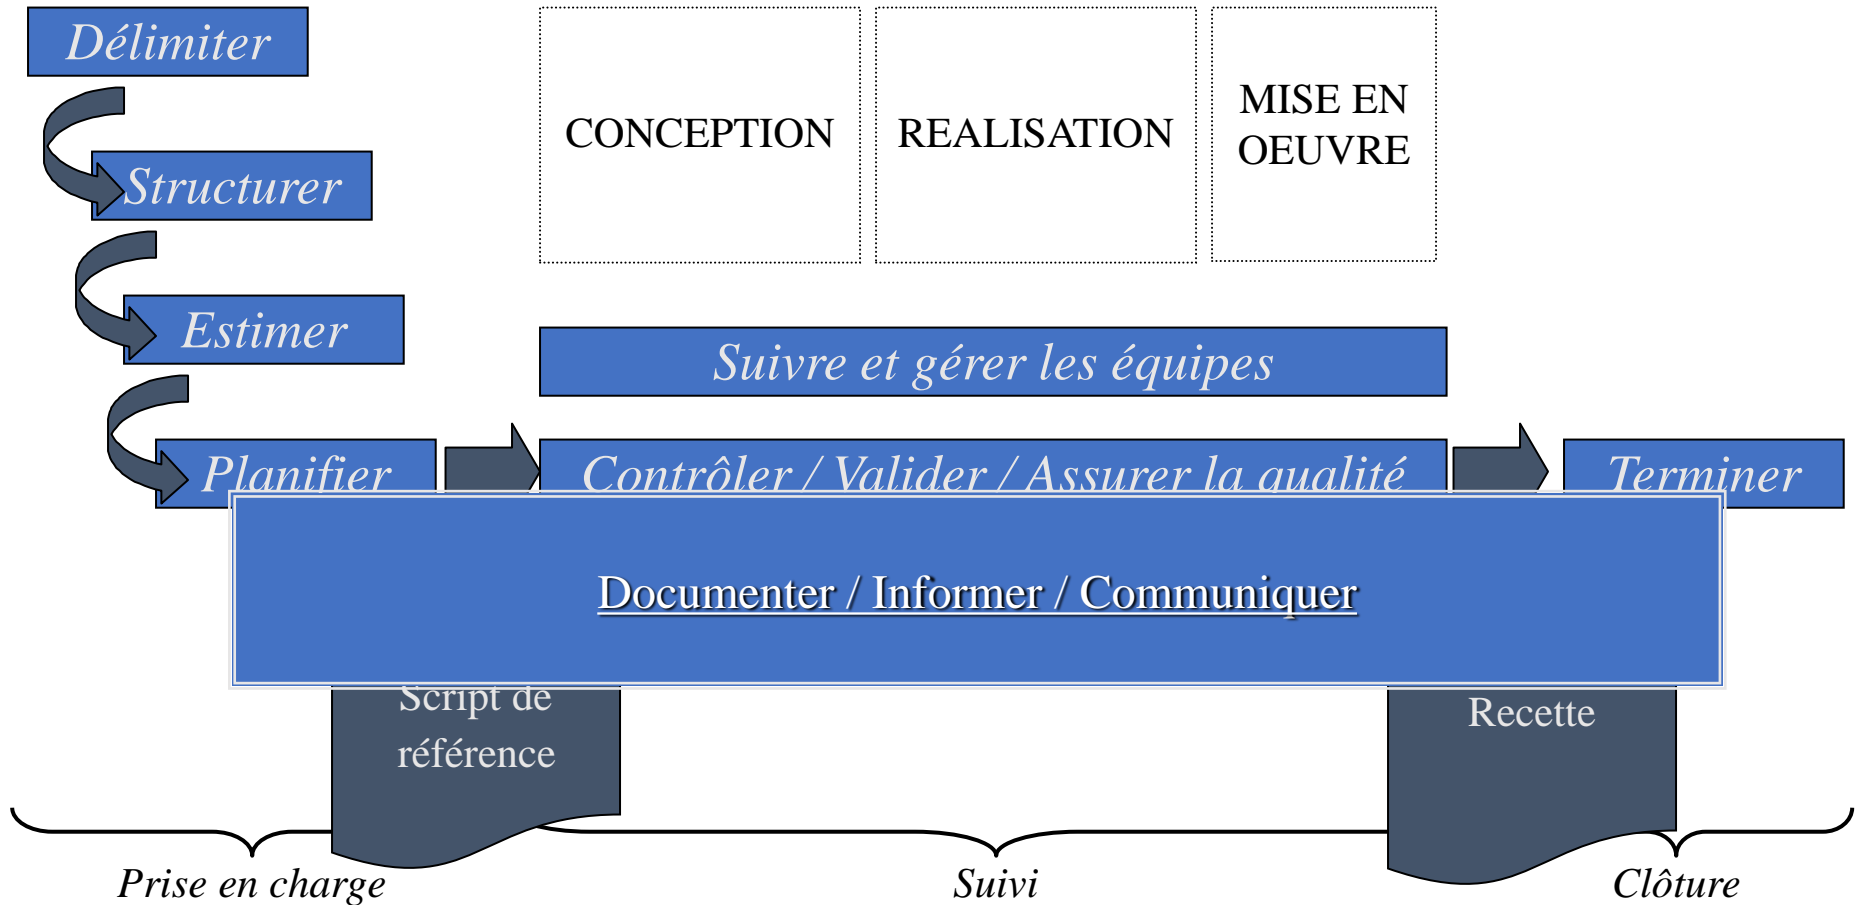 Délimiter
CONCEPTION
REALISATION
MISE EN
OEUVRE
Structurer
Estimer
Suivre et gérer les équipes
Planifier
Contrôler / Valider / Assurer la qualité
Terminer
Documenter / Informer / Communiquer
Script de
référence
Recette
Prise en charge
Suivi
Clôture